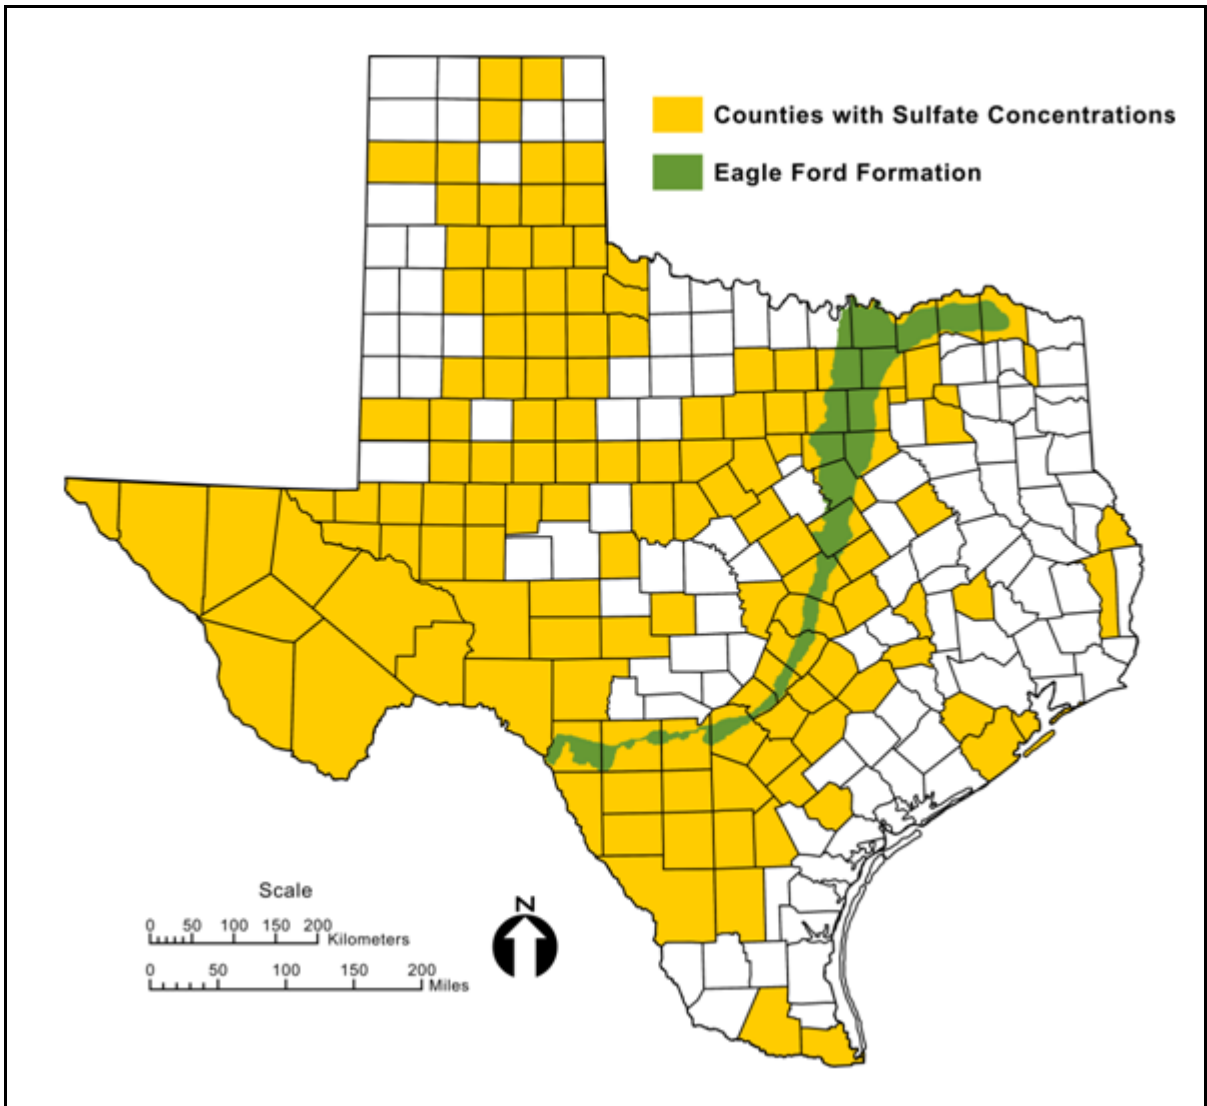 Counties with Sulfate Concentrations
Eagle Ford Formation
Scale
0 50 100 150 200
Kilometers
0 50 100 150 200
Miles
N